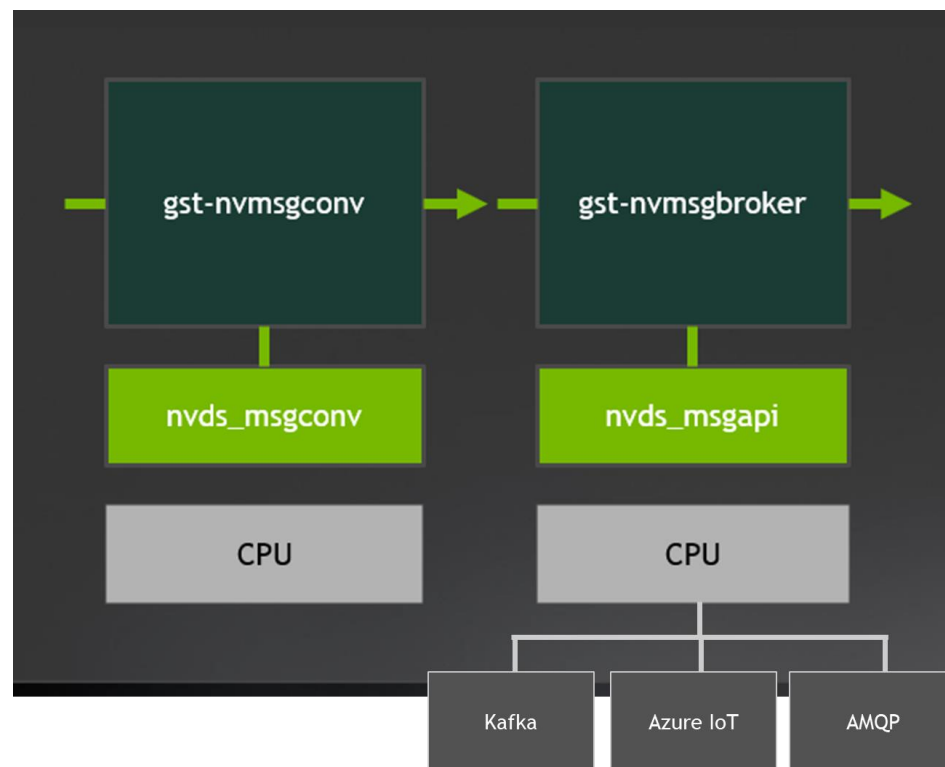 gst-nvmsgconv
gst-nvmsgbroker
nvds_msgconv
nvds_msgapi
CPU
CPU
Kafka
Azure IoT
AMQP